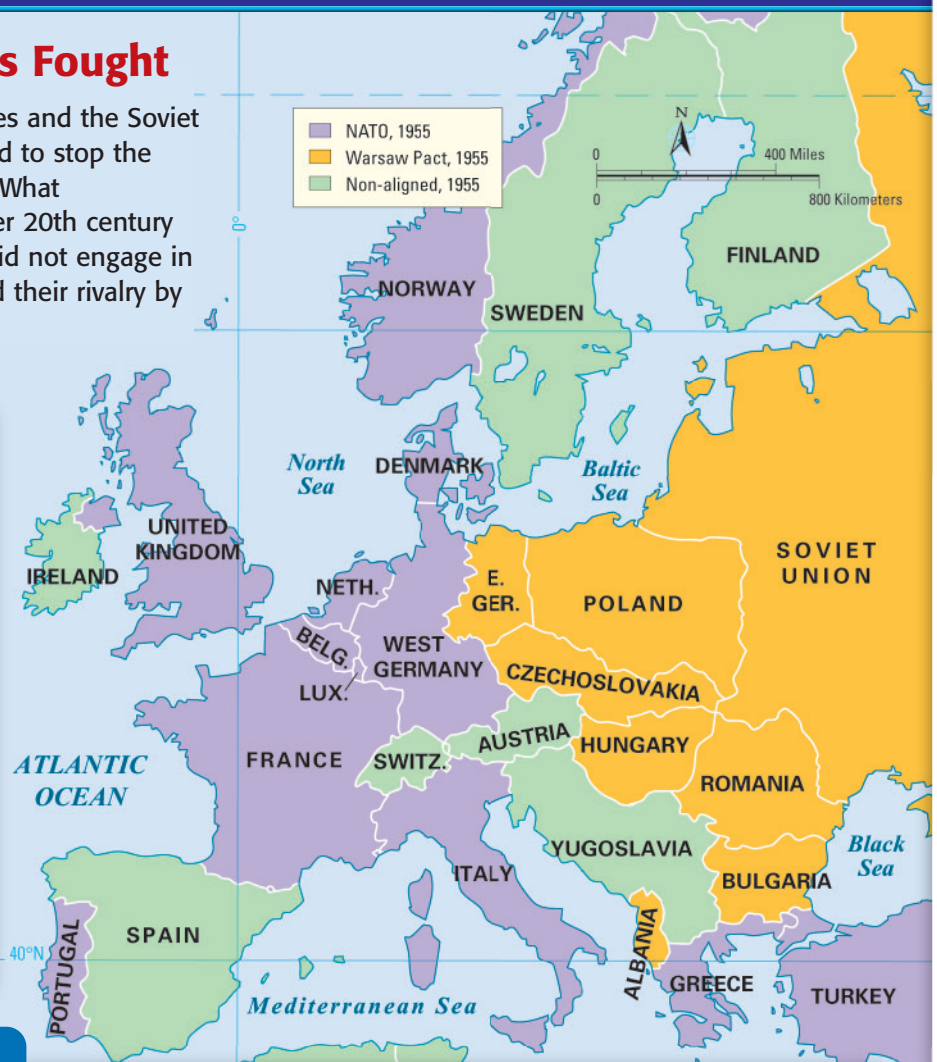 s Fought
es and the Soviet
d to stop the
What
er 20th century
id not engage in
d their rivalry by
NATO, 1955
Warsaw Pact, 1955
Non-aligned, 1955
N
0 400 Miles
0 800 Kilometers
0°
FINLAND
NORWAY
SWEDEN
North
Sea
DENMARK
Baltic
Sea
UNITED
KINGDOM
IRELAND
NETH.
E.
GER.
POLAND
SOVIET
UNION
BELG.
WEST
GERMANY
LUX.
CZECHOSLOVAKIA
FRANCE
SWITZ.
AUSTRIA
HUNGARY
ROMANIA
ATLANTIC
OCEAN
YUGOSLAVIA
Black
Sea
ITALY
BULGARIA
SPAIN
PORTUGAL
40°N
ALBANIA
GREECE
TURKEY
Mediterranean Sea